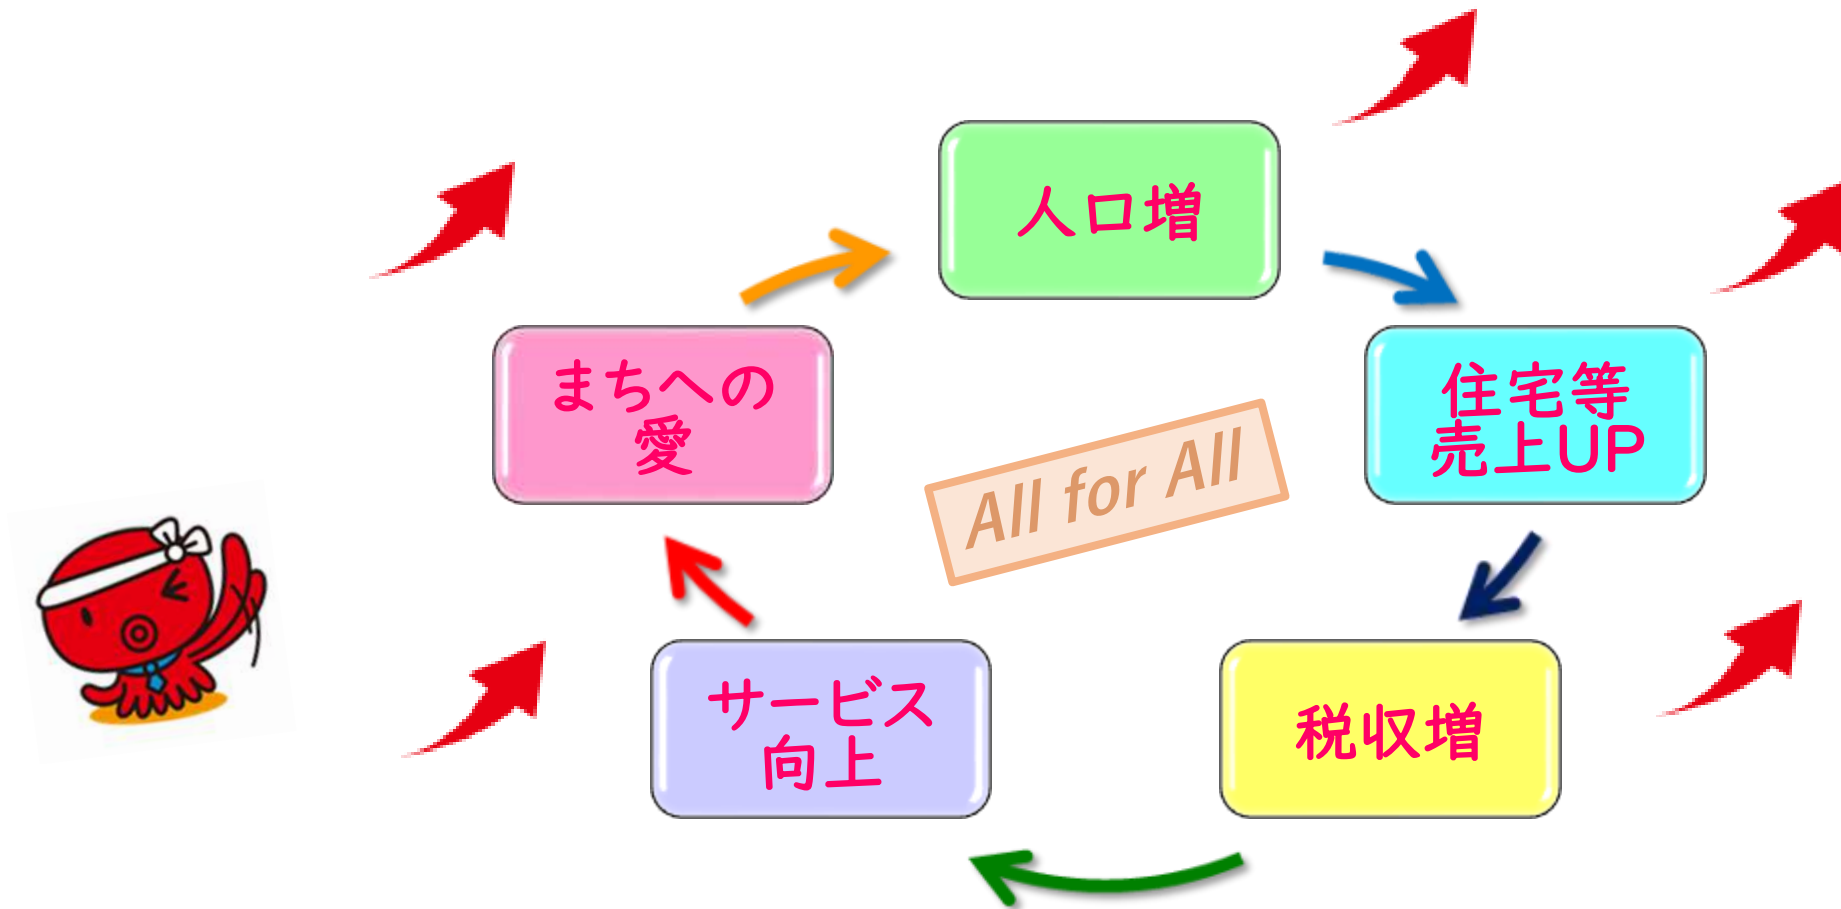 人口増
まちへの
愛
住宅等
売上UP
All for All
サービス
向上
税収増